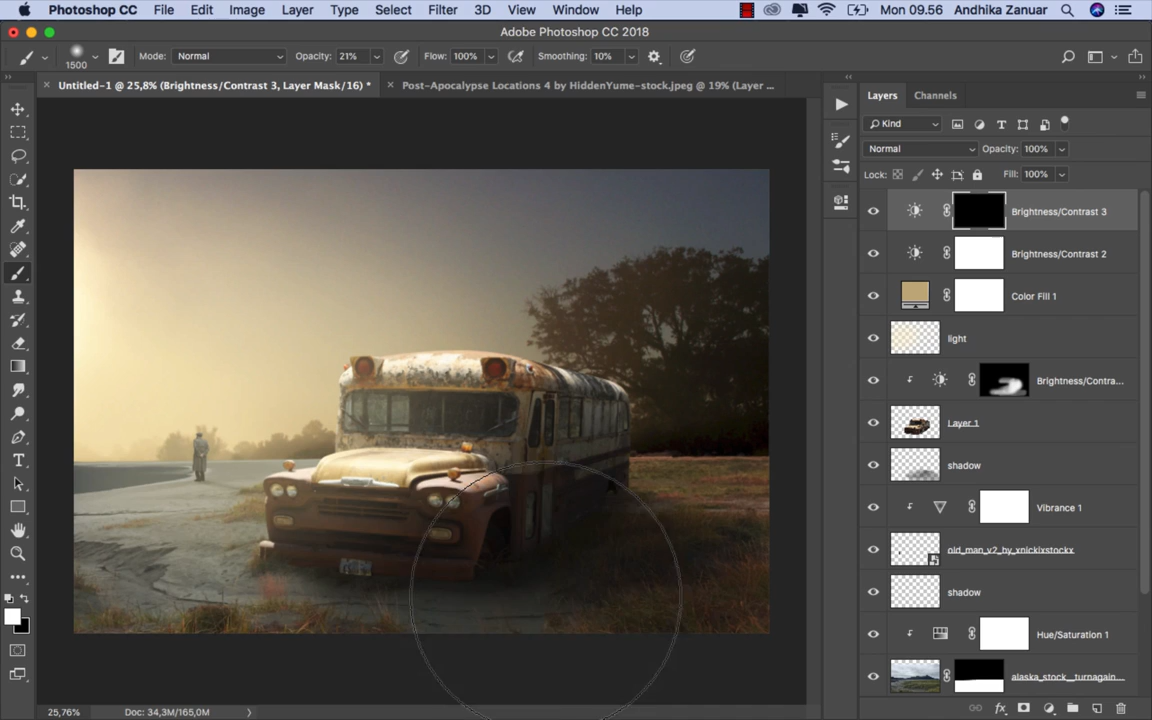 Photoshop CC File Edit Image Layer Type Select Filter 3D View Window Help Mon 09.56 Andhika Zanuar
Adobe Photoshop CC 2018
1500 Mode: Normal Opacity: 21% Flow: 100% Smoothing: 10%
Untitled-1 @ 25,8% (Brightness/Contrast 3, Layer Mask/16) * Post-Apocalypse Locations 4 by HiddenYume-stock.jpeg @ 19% (Layer ...
Layers Channels
Kind
Normal Opacity: 100%
Lock: Fill: 100%
Brightness/Contrast 3
Brightness/Contrast 2
Color Fill 1
light
Brightness/Contra...
Layer 1
shadow
Vibrance 1
old_man_v2_by_xnickixstockx
shadow
Hue/Saturation 1
alaska_stock__turnagain...
25,76% Doc: 34,3M/165,0M